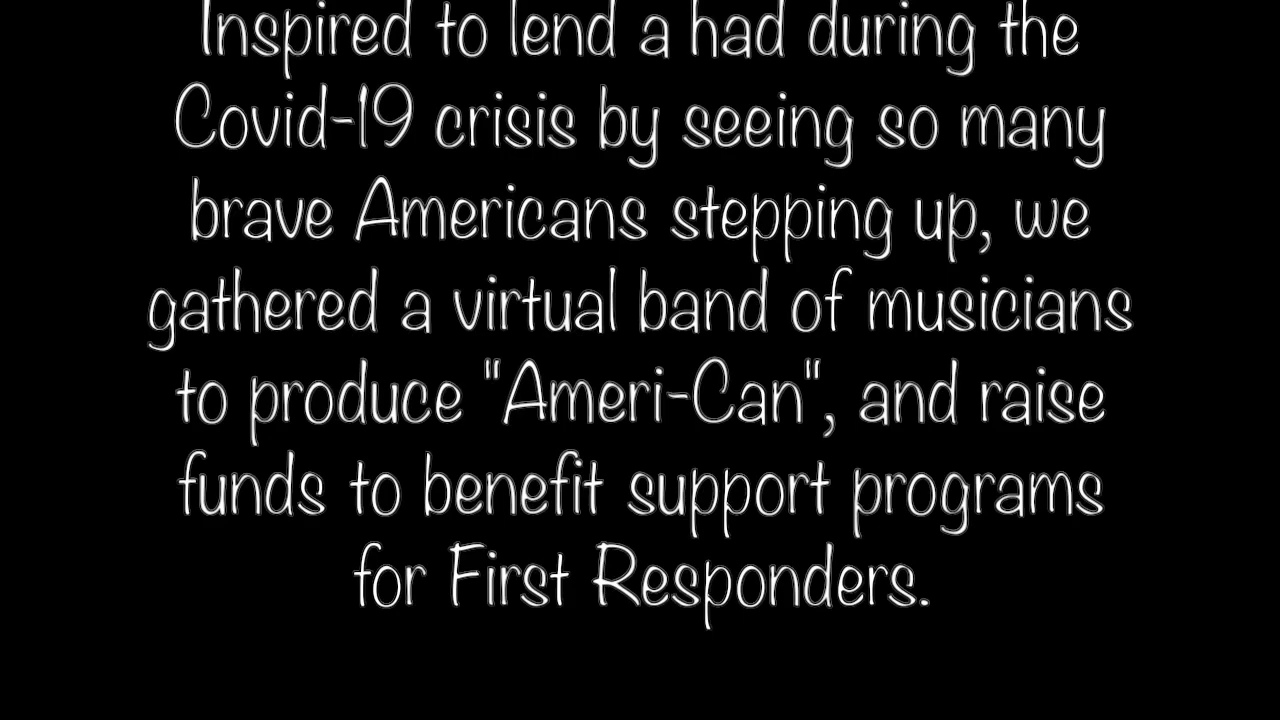 Inspired to lend a had during the
Covid-19 crisis by seeing so many
brave Americans stepping up, we
gathered a virtual band of musicians
to produce "Ameri-Can", and raise
funds to benefit support programs
for First Responders.